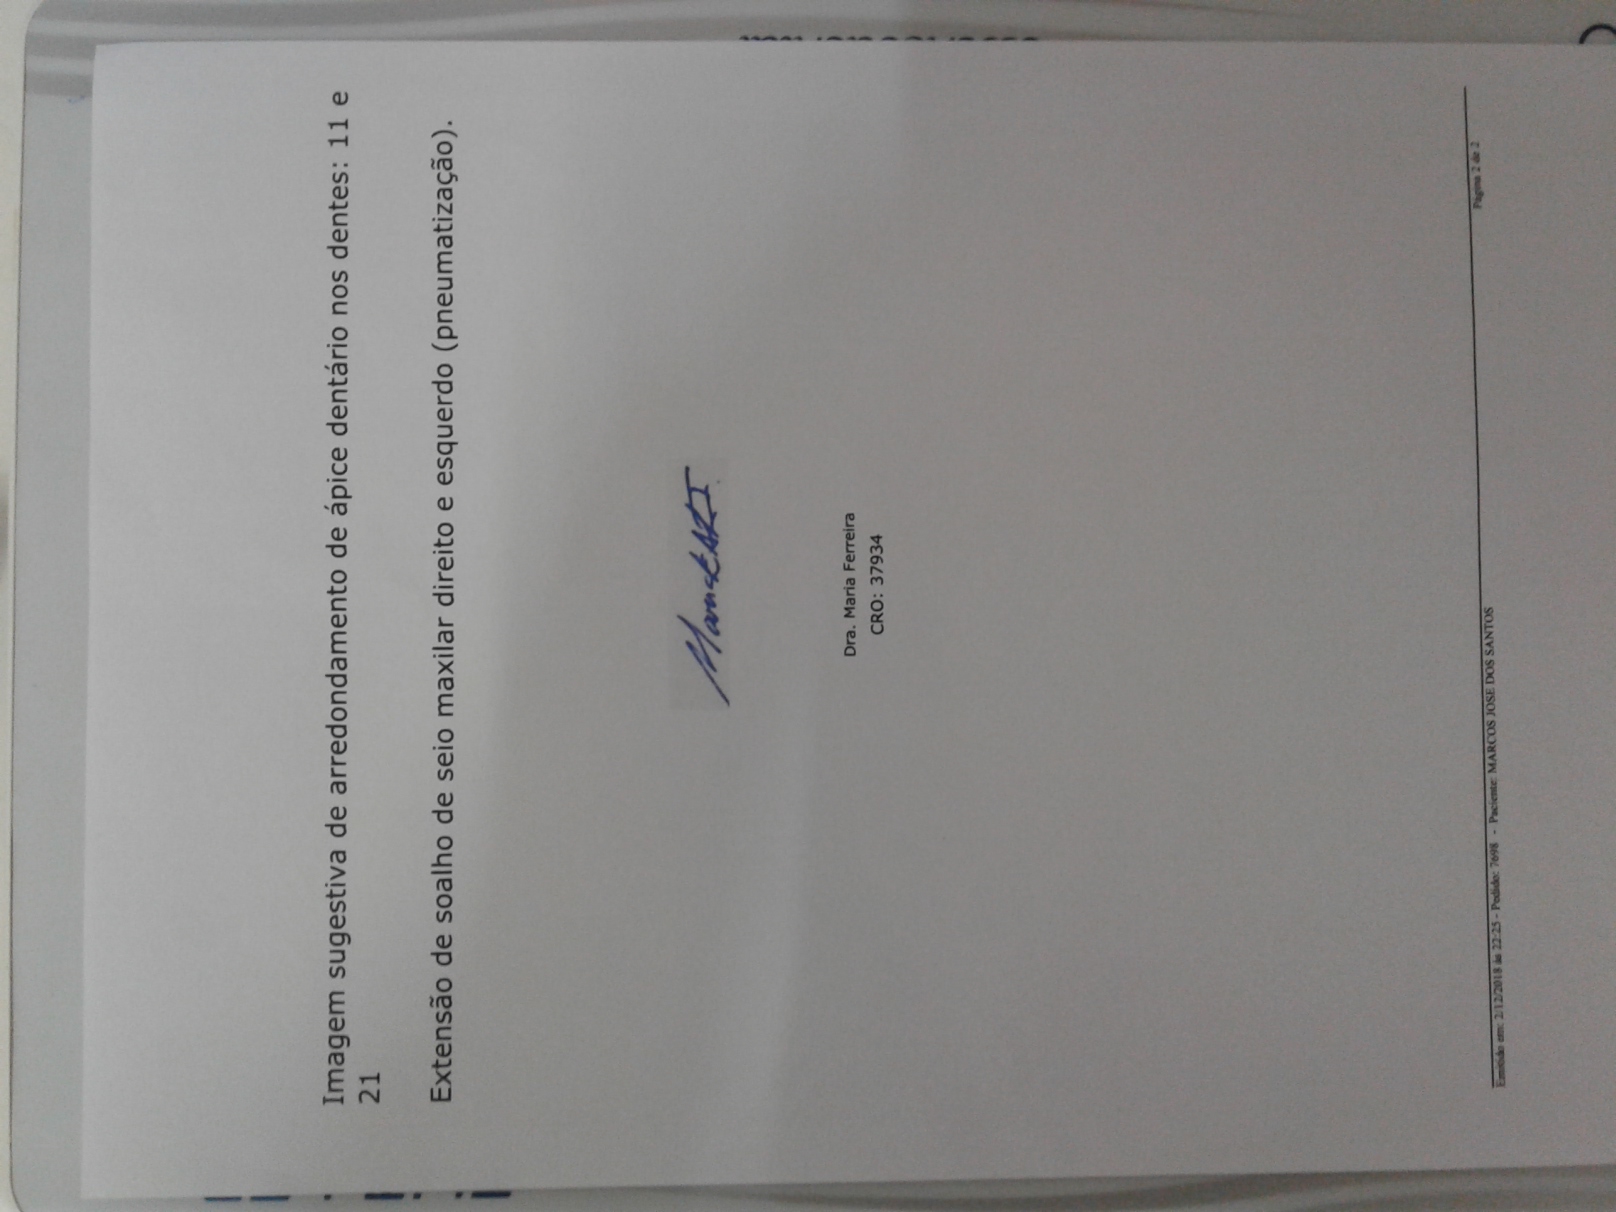 Imagem sugestiva de arredondamento de ápice dentário nos dentes: 11 e
21
Extensão de soalho de seio maxilar direito e esquerdo (pneumatização).
Dra. Maria Ferreira
CRO: 37934
Emitido em: 2/12/2018 às 22:25 - Pedido: 7698 - Paciente: MARCOS JOSE DOS SANTOS
Página 2 de 2